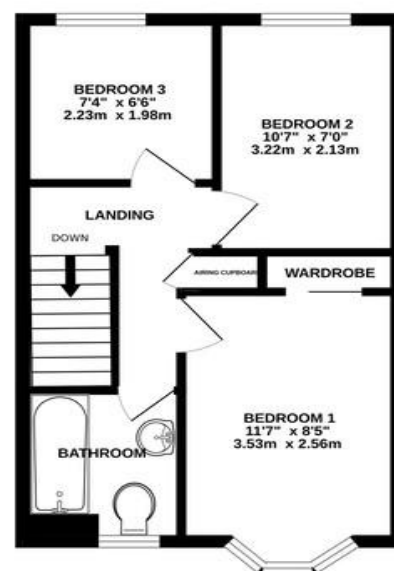 BEDROOM 3
7'4" x 6'6"
2.23m x 1.98m
BEDROOM 2
10'7" x 7'0"
3.22m x 2.13m
LANDING
DOWN
AIRING CUPBOARD
WARDROBE
BEDROOM 1
11'7" x 8'5"
3.53m x 2.56m
BATHROOM